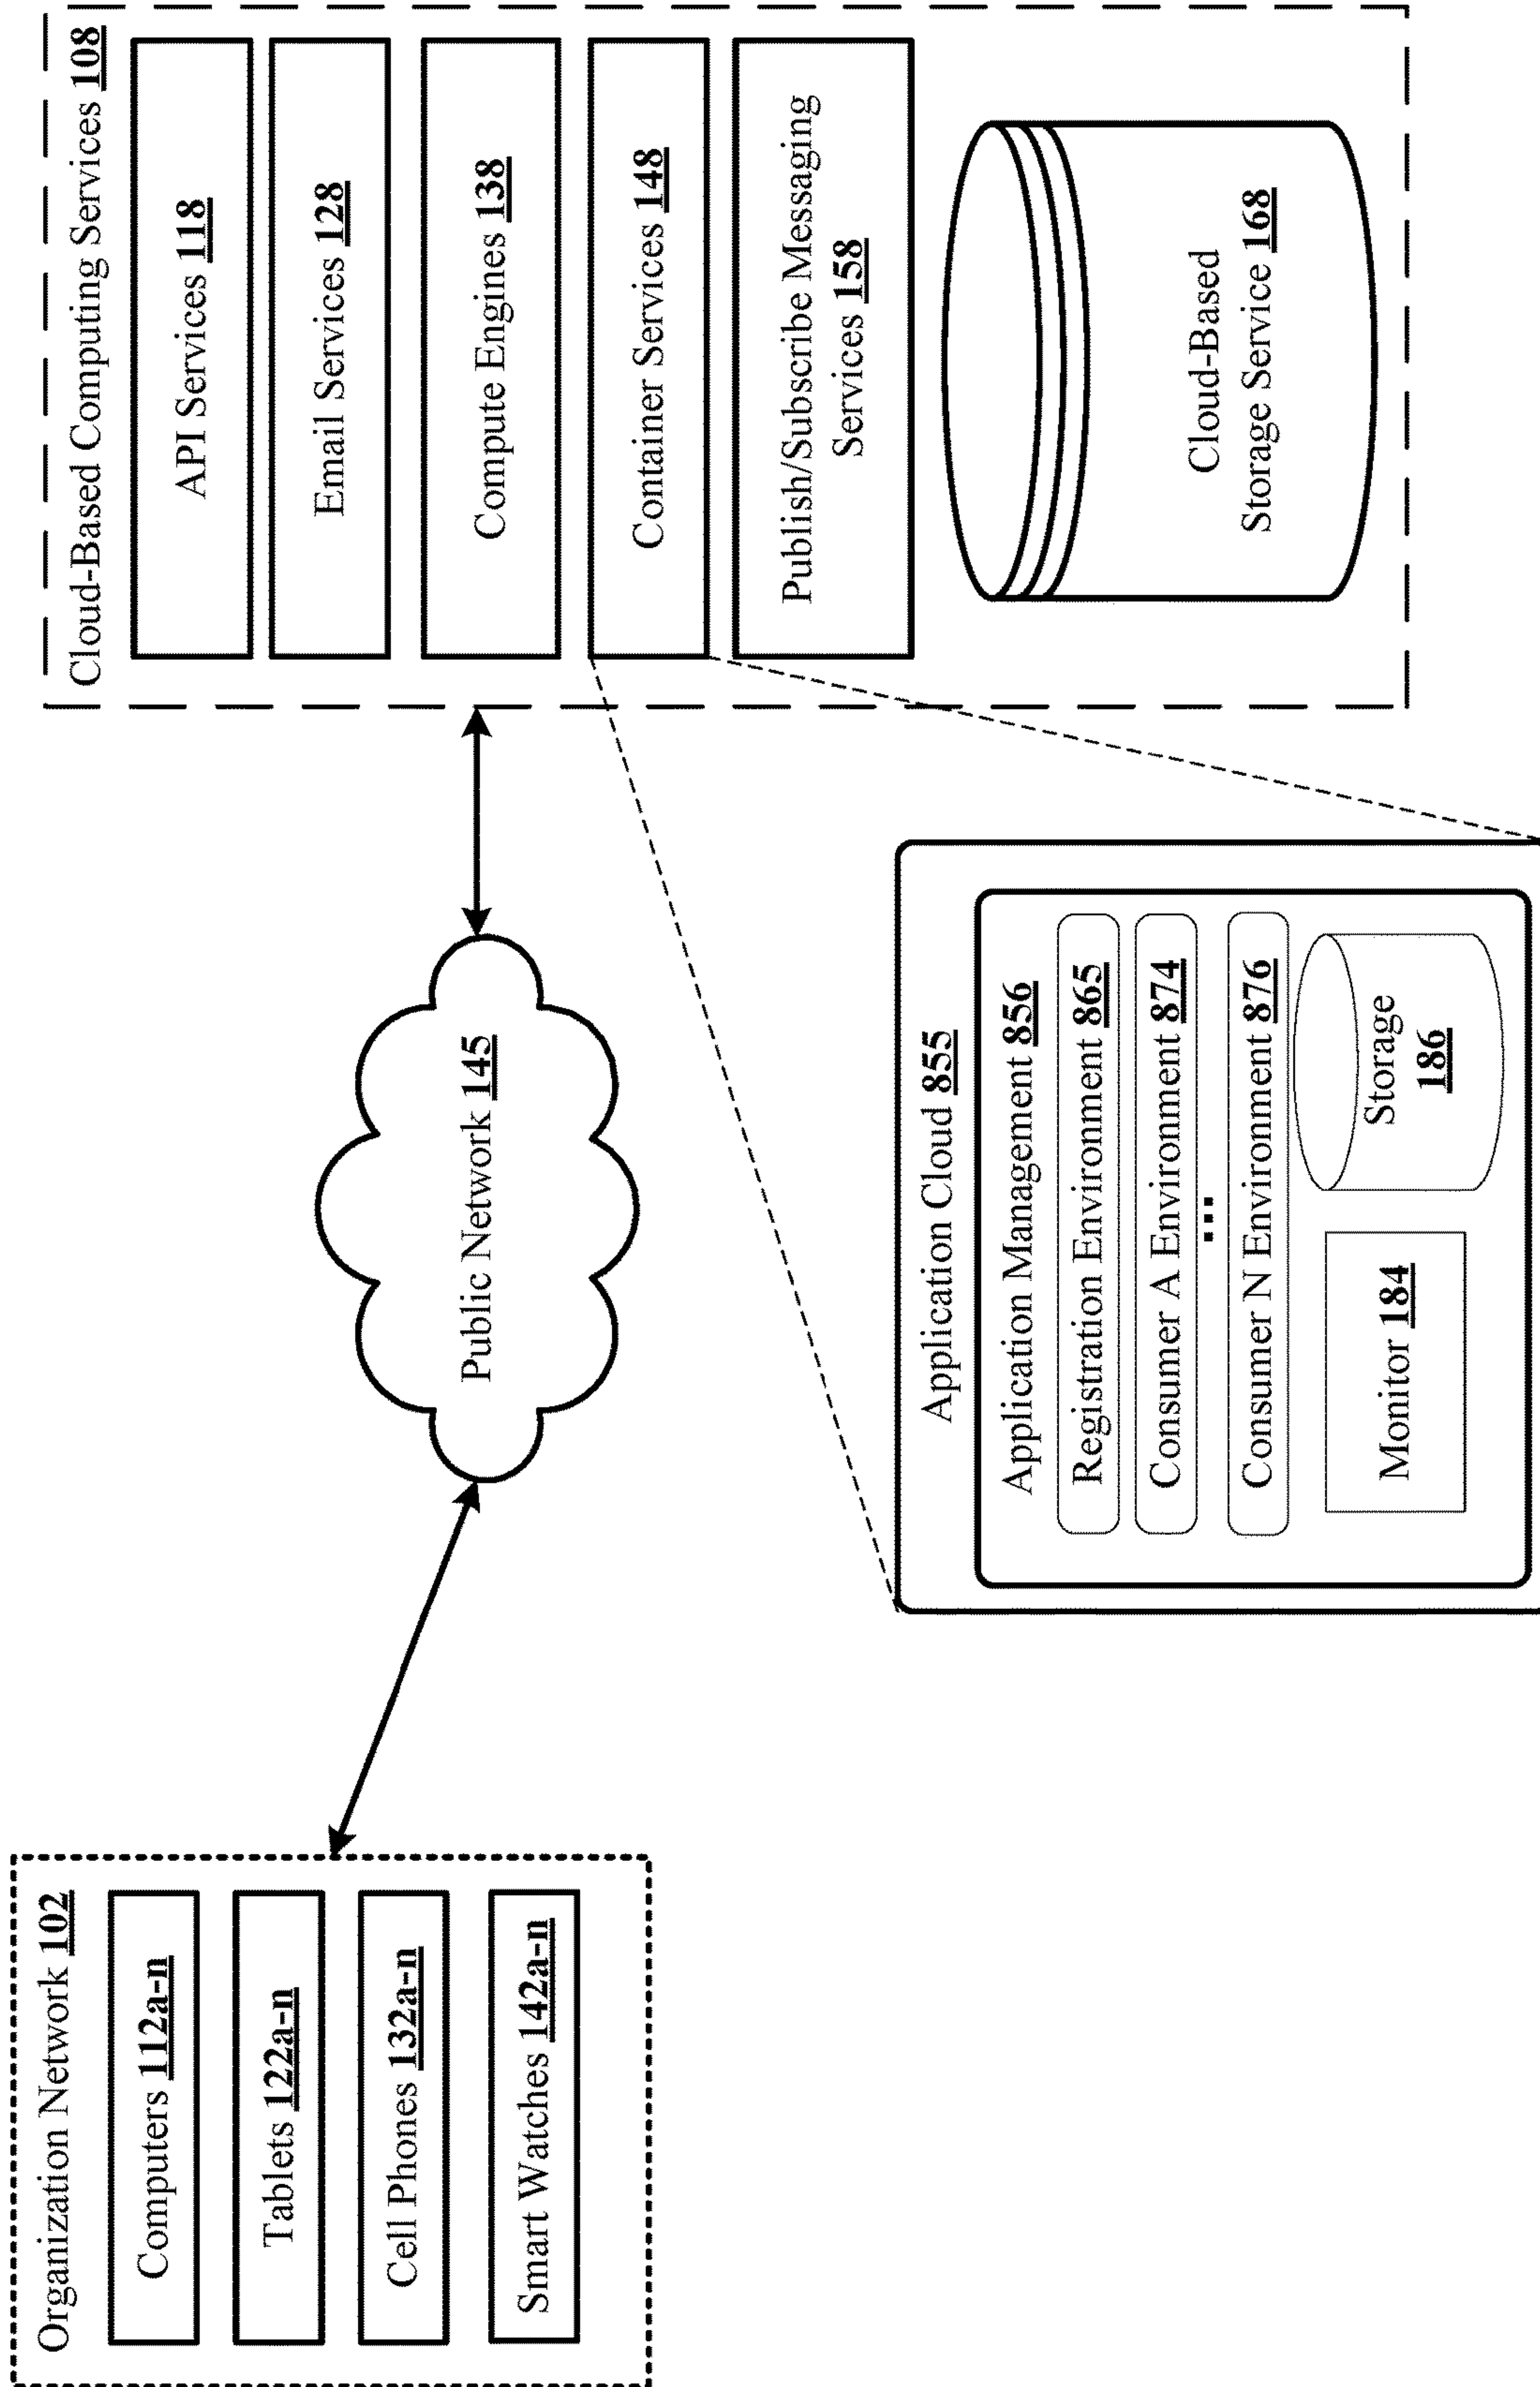 Organization Network 102
Computers 112a-n
Tablets 122a-n
Cell Phones 132a-n
Smart Watches 142a-n
Public Network 145
Cloud-Based Computing Services 108
API Services 118
Email Services 128
Compute Engines 138
Container Services 148
Publish/Subscribe Messaging
Services 158
Cloud-Based
Storage Service 168
Application Cloud 855
Application Management 856
Registration Environment 865
Consumer A Environment 874
...
Consumer N Environment 876
Monitor 184
Storage
186